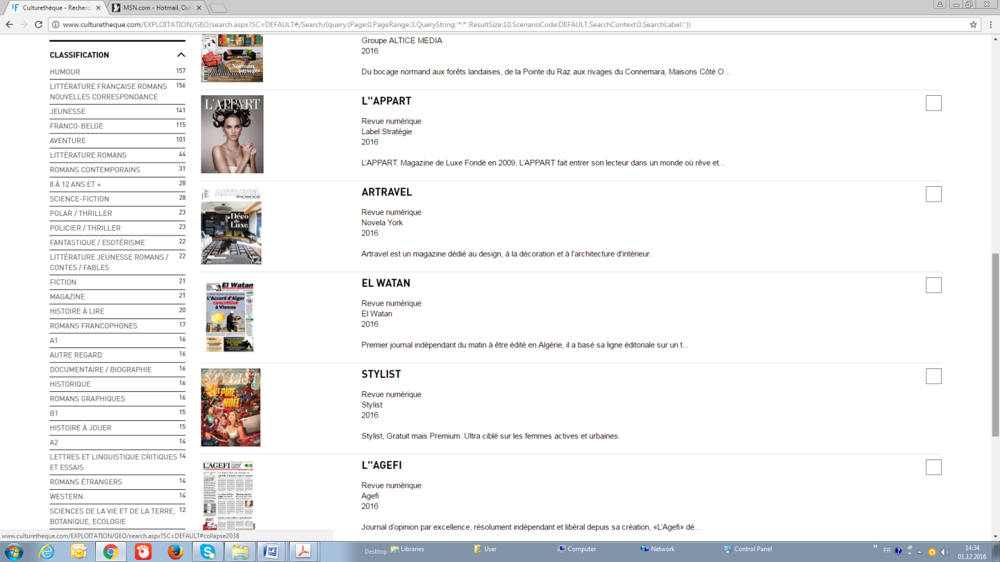 Culturethèque - Recherc
MSN.com - Hotmail, Out
www.culturetheque.com/EXPLOITATION/GEO/search.aspx?SC=DEFAULT#/Search/(query:(Page:0,PageRange:3,QueryString:'*:*',ResultSize:10,ScenarioCode:DEFAULT,SearchContext:0,SearchLabel:''))
CLASSIFICATION
HUMOUR 157
LITTÉRATURE FRANÇAISE ROMANS 156
NOUVELLES CORRESPONDANCE
JEUNESSE 141
FRANCO-BELGE 115
AVENTURE 101
LITTÉRATURE ROMANS 44
ROMANS CONTEMPORAINS 31
8 À 12 ANS ET + 28
SCIENCE-FICTION 28
POLAR / THRILLER 23
POLICIER / THRILLER 23
FANTASTIQUE / ESOTÉRISME 22
LITTÉRATURE JEUNESSE ROMANS / 22
CONTES / FABLES
FICTION 21
MAGAZINE 21
HISTOIRE À LIRE 20
ROMANS FRANCOPHONES 17
A1 16
AUTRE REGARD 16
DOCUMENTAIRE / BIOGRAPHIE 16
HISTORIQUE 16
ROMANS GRAPHIQUES 16
B1 15
HISTOIRE À JOUER 15
A2 14
LETTRES ET LINGUISTIQUE CRITIQUES 14
ET ESSAIS
ROMANS ÉTRANGERS 14
WESTERN 14
SCIENCES DE LA VIE ET DE LA TERRE, 12
BOTANIQUE, ECOLOGIE
Nouveaux
paysages
Groupe ALTICE MEDIA
2016
Du bocage normand aux forêts landaises, de la Pointe du Raz aux rivages du Connemara, Maisons Côté O...
L'APPART
L''APPART
Revue numérique
Label Stratégie
2016
L'APPART. Magazine de Luxe Fondé en 2009, L'APPART fait entrer son lecteur dans un monde où rêve et...
ARTRAVEL
Déco
de
Luxe
72
ARTRAVEL
Revue numérique
Novela York
2016
Artravel est un magazine dédié au design, à la décoration et à l'architecture d'intérieur.
El Watan
L'Accord d'Alger
concrétisé
à Vienne
EL WATAN
Revue numérique
El Watan
2016
Premier journal indépendant du matin à être édité en Algérie, il a basé sa ligne éditoriale sur un t...
STYLIST
PIRE
NOËL
STYLIST
Revue numérique
Stylist
2016
Stylist, Gratuit mais Premium. Ultra ciblé sur les femmes actives et urbaines.
L'AGEFI
L''AGEFI
Revue numérique
Agefi
2016
Journal d'opinion par excellence, résolument indépendant et libéral depuis sa création, «L'Agefi» dé...
www.culturetheque.com/EXPLOITATION/GEO/search.aspx?SC=DEFAULT#collapse2038
Desktop
Libraries
User
Computer
Network
Control Panel
FR
14:34
01.12.2016